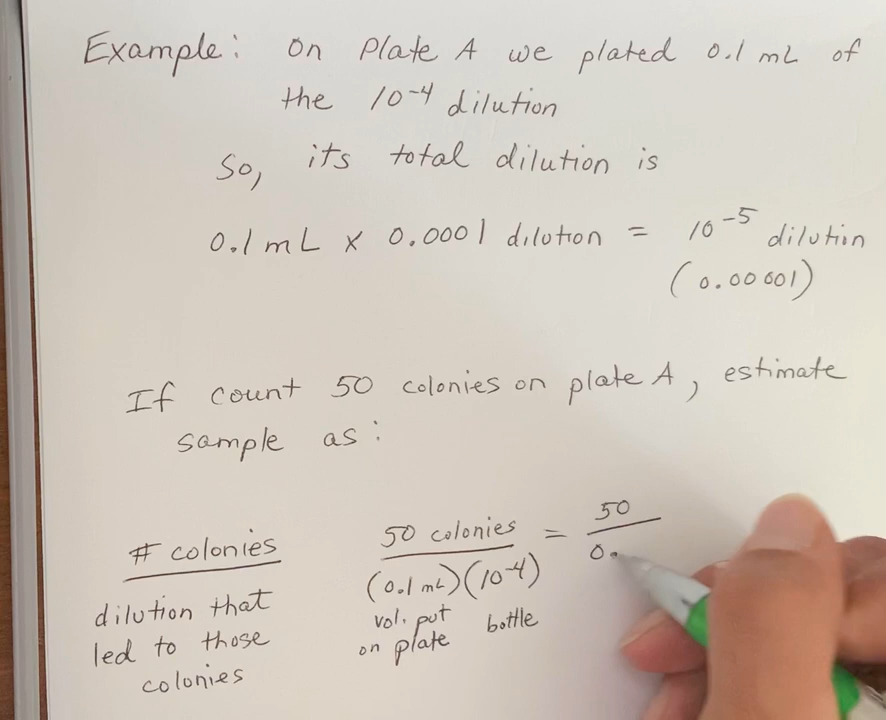 Example: on Plate A we plated 0.1 mL of
the 10⁻⁴ dilution
So, its total dilution is
0.1 mL x 0.0001 dilution = 10⁻⁵ dilution
(0.00001)
If count 50 colonies on plate A, estimate
sample as:
# colonies
dilution that
led to those
colonies
50 colonies = 50
(0.1 mL)(10⁻⁴) 0.
vol. put bottle
on plate